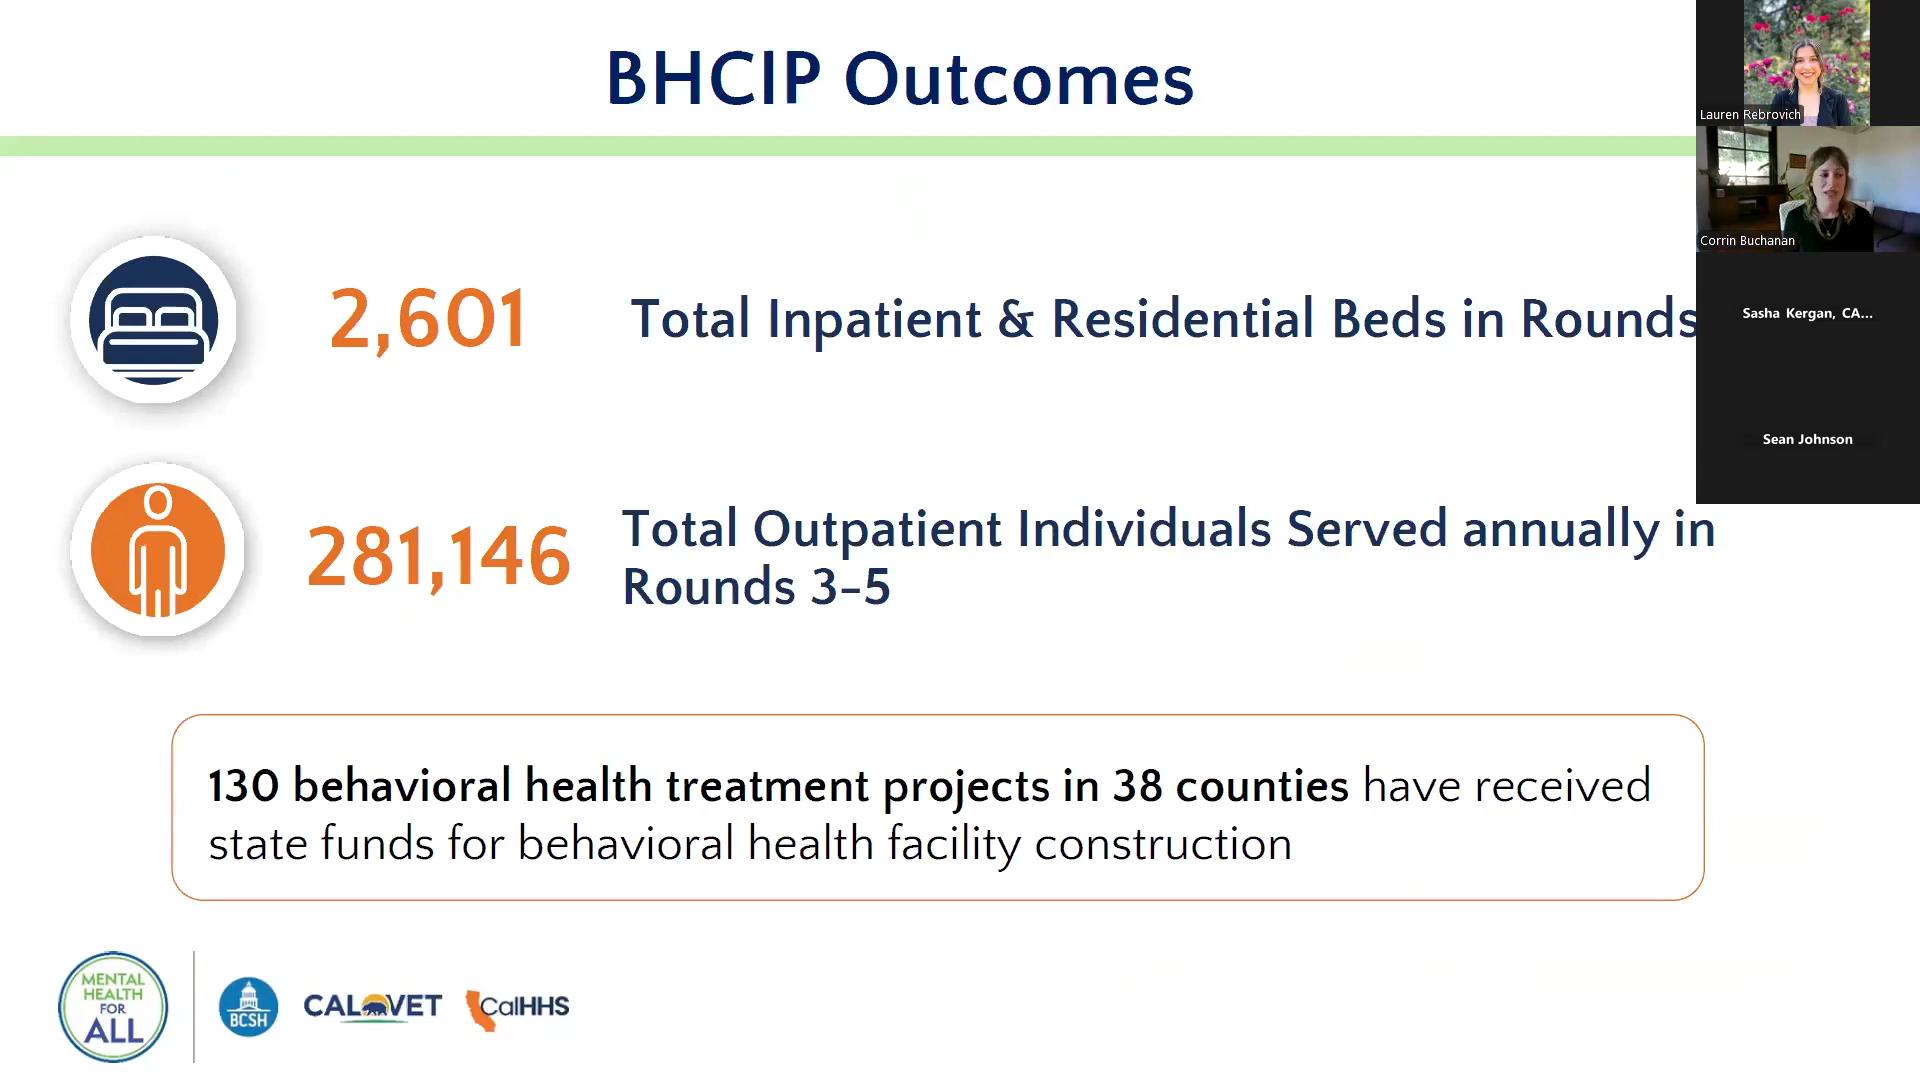 BHCIP Outcomes
2,601
Total Inpatient & Residential Beds in Rounds
281,146
Total Outpatient Individuals Served annually in
Rounds 3-5
130 behavioral health treatment projects in 38 counties have received
state funds for behavioral health facility construction
MENTAL
HEALTH
FOR
ALL
BCSH
CALVET
CalHHS
Lauren Rebrovich
Corrin Buchanan
Sasha Kergan, CA...
Sean Johnson